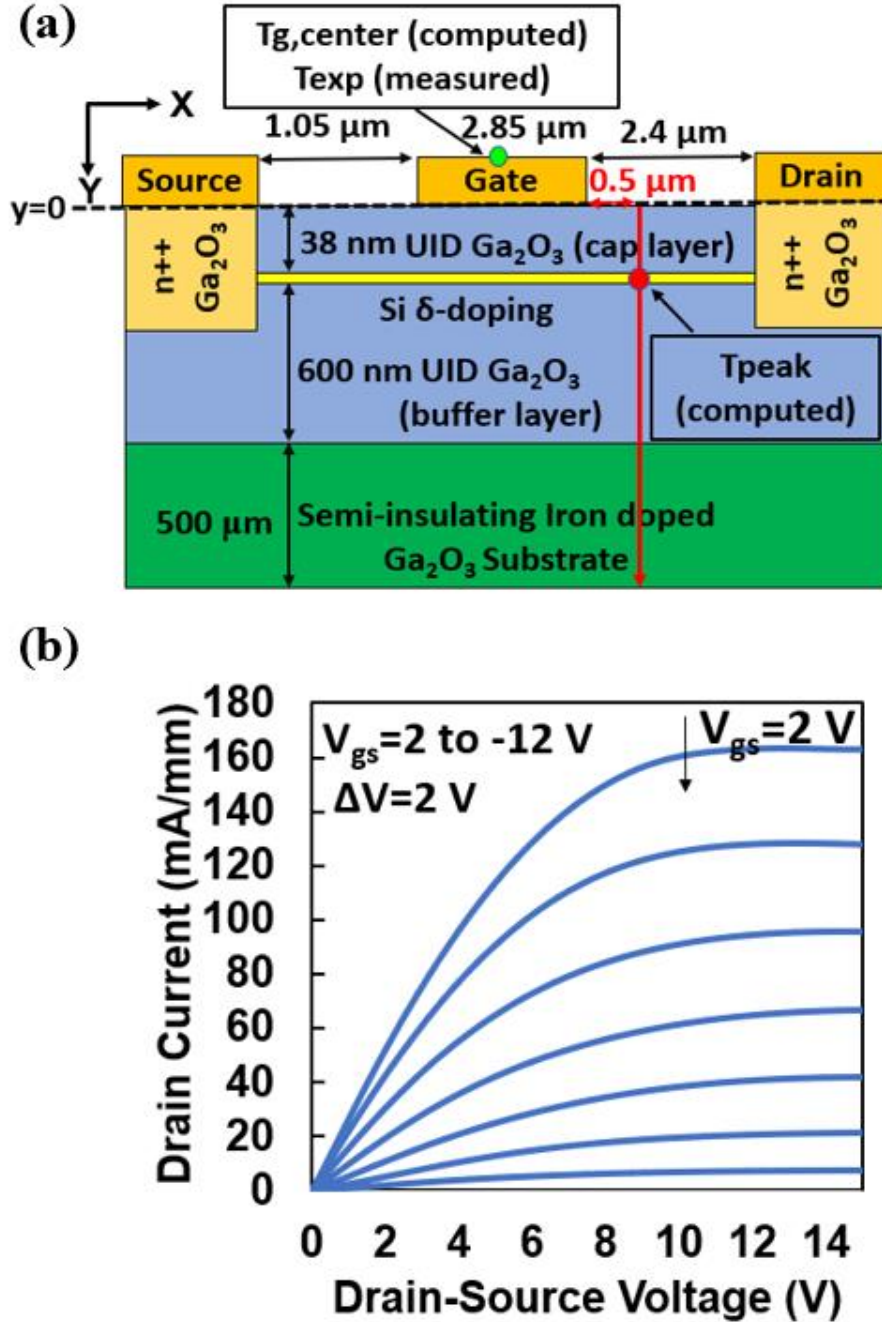 (a)
Tg,center (computed)
Texp (measured)
X
Y
1.05 μm
2.85 μm
2.4 μm
Source
Gate
0.5 μm
Drain
y=0
n++
Ga₂O₃
38 nm UID Ga₂O₃ (cap layer)
n++
Ga₂O₃
Si δ-doping
600 nm UID Ga₂O₃
(buffer layer)
Tpeak
(computed)
500 μm
Semi-insulating Iron doped
Ga₂O₃ Substrate
(b)
Drain Current (mA/mm)
180
160
140
120
100
80
60
40
20
0
V_gs=2 to -12 V
ΔV=2 V
V_gs=2 V
0 2 4 6 8 10 12 14
Drain-Source Voltage (V)